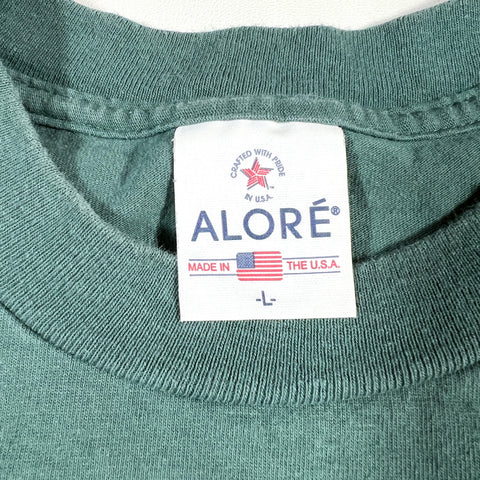 CRAFTED WITH PRIDE
IN U.S.A.
ALORÉ®
MADE IN THE U.S.A.
-L-